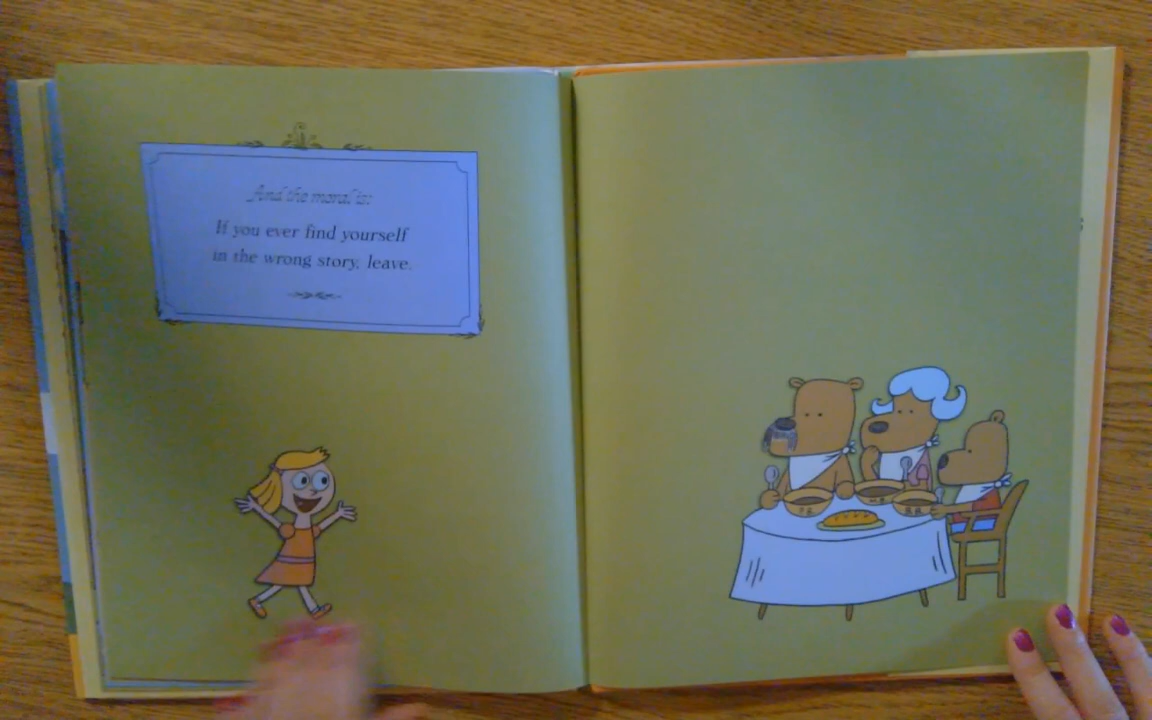 And the moral is:
If you ever find yourself
in the wrong story, leave.